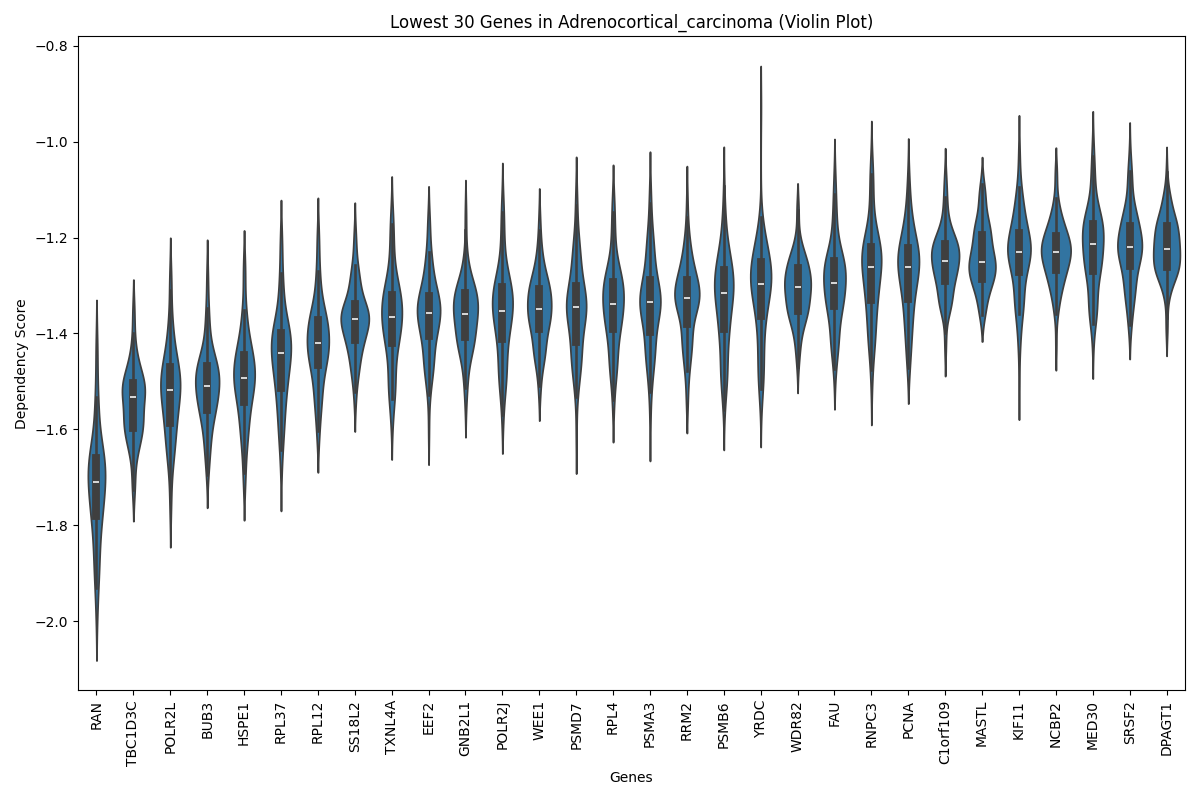 Lowest 30 Genes in Adrenocortical_carcinoma (Violin Plot)
Dependency Score
−0.8
−1.0
−1.2
−1.4
−1.6
−1.8
−2.0
RAN
TBC1D3C
POLR2L
BUB3
HSPE1
RPL37
RPL12
SS18L2
TXNL4A
EEF2
GNB2L1
POLR2J
WEE1
PSMD7
RPL4
PSMA3
RRM2
PSMB6
YRDC
WDR82
FAU
RNPC3
PCNA
C1orf109
MASTL
KIF11
NCBP2
MED30
SRSF2
DPAGT1
Genes